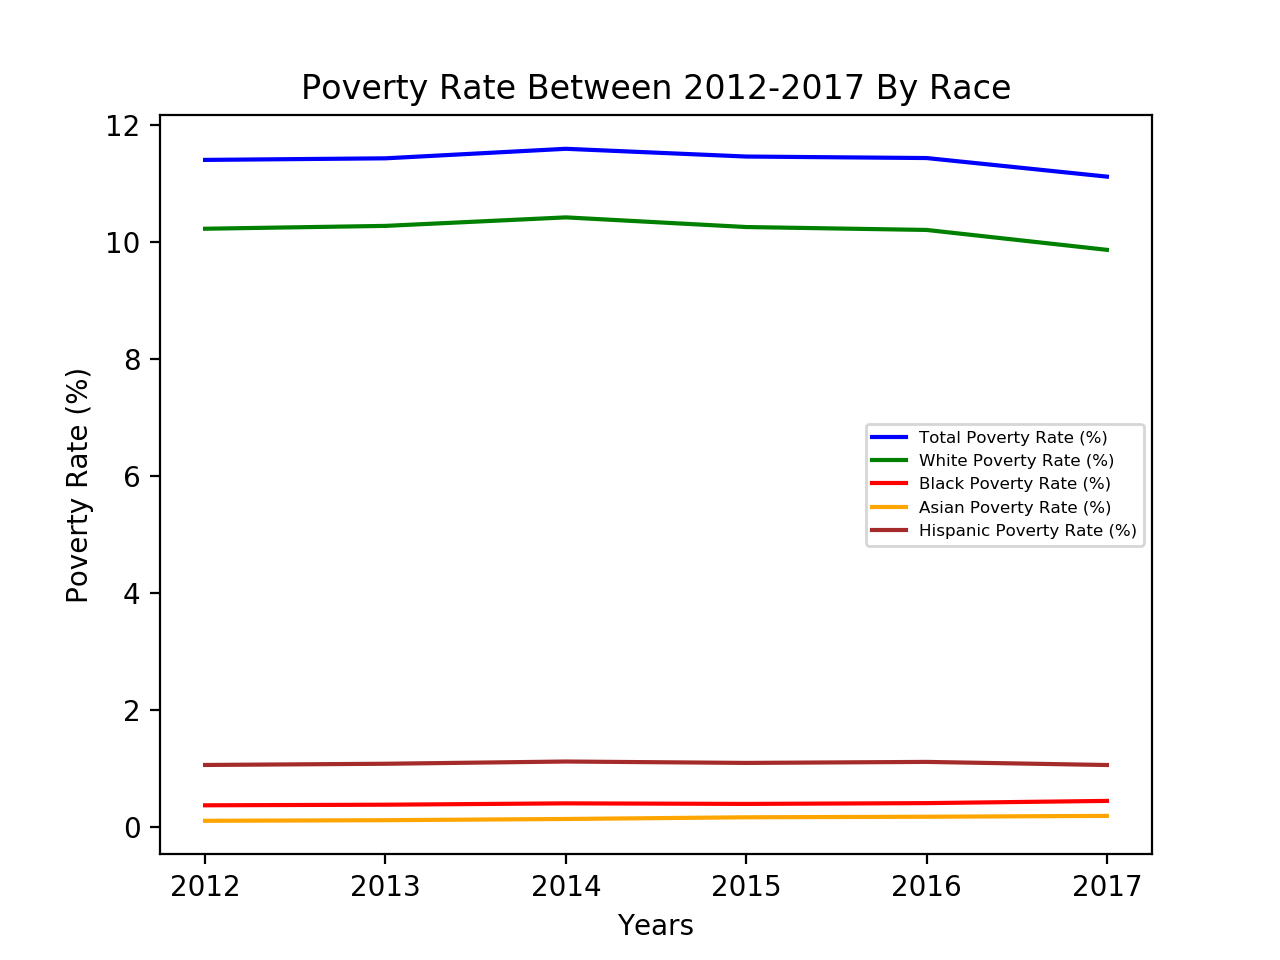 Poverty Rate Between 2012-2017 By Race
12
10
8
6
4
2
0
Poverty Rate (%)
Total Poverty Rate (%)
White Poverty Rate (%)
Black Poverty Rate (%)
Asian Poverty Rate (%)
Hispanic Poverty Rate (%)
2012 2013 2014 2015 2016 2017
Years